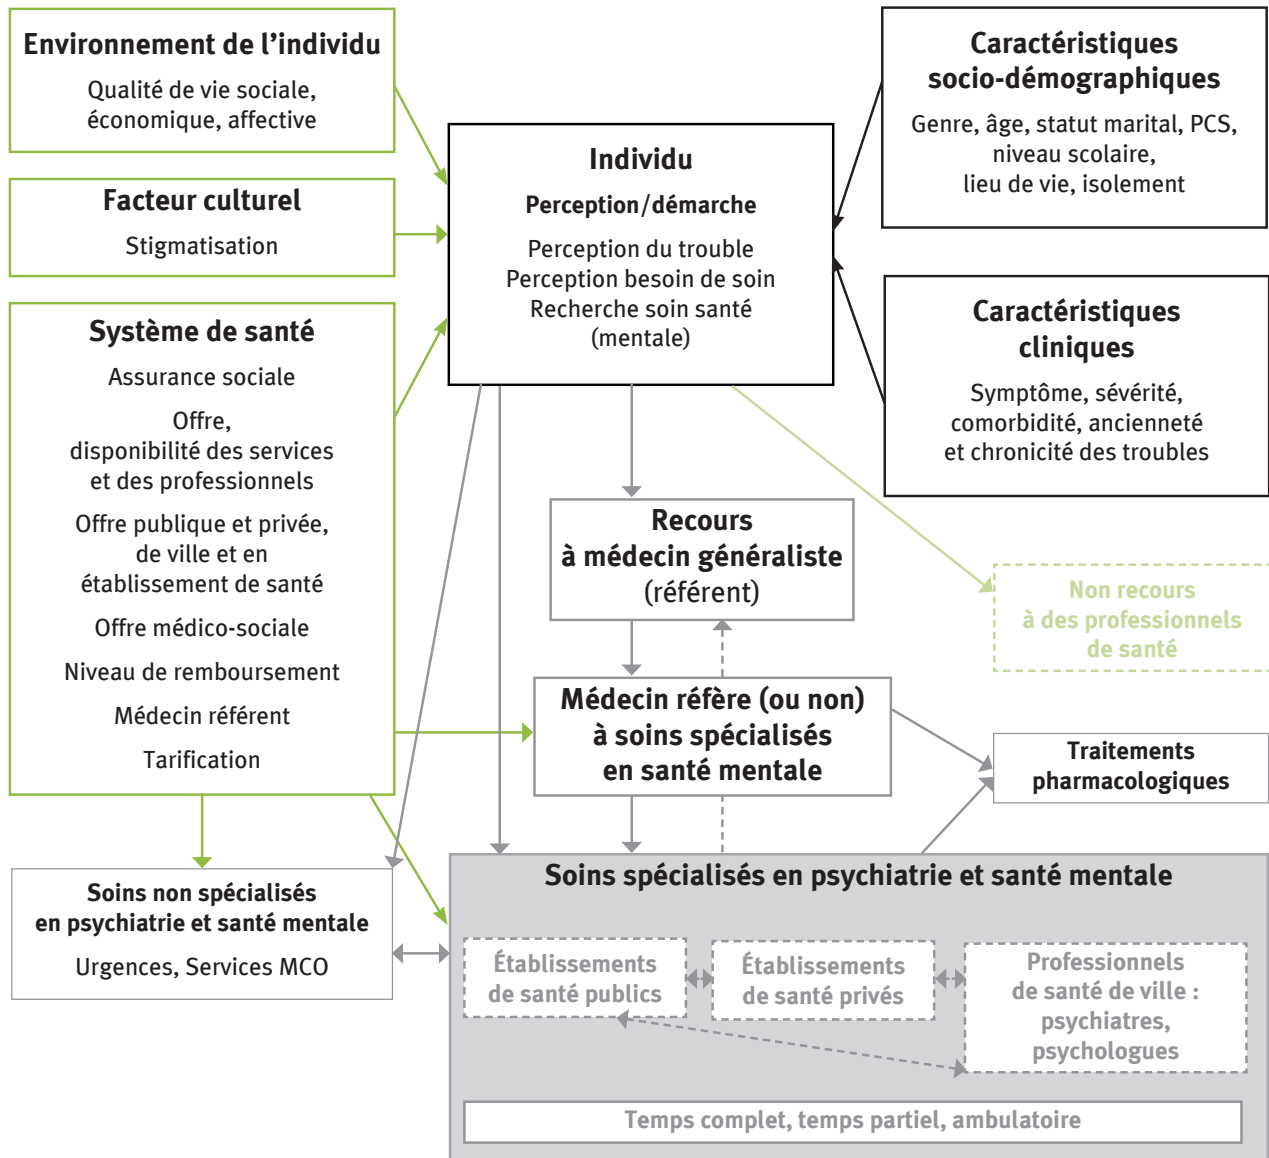 Environnement de l'individu
Qualité de vie sociale,
économique, affective
Facteur culturel
Stigmatisation
Système de santé
Assurance sociale
Offre,
disponibilité des services
et des professionnels
Offre publique et privée,
de ville et en
établissement de santé
Offre médico-sociale
Niveau de remboursement
Médecin référent
Tarification
Individu
Perception/démarche
Perception du trouble
Perception besoin de soin
Recherche soin santé
(mentale)
Caractéristiques
socio-démographiques
Genre, âge, statut marital, PCS,
niveau scolaire,
lieu de vie, isolement
Caractéristiques
cliniques
Symptôme, sévérité,
comorbidité, ancienneté
et chronicité des troubles
Recours
à médecin généraliste
(référent)
Non recours
à des professionnels
de santé
Médecin réfère (ou non)
à soins spécialisés
en santé mentale
Traitements
pharmacologiques
Soins non spécialisés
en psychiatrie et santé mentale
Urgences, Services MCO
Soins spécialisés en psychiatrie et santé mentale
Établissements
de santé publics
Établissements
de santé privés
Professionnels
de santé de ville :
psychiatres,
psychologues
Temps complet, temps partiel, ambulatoire